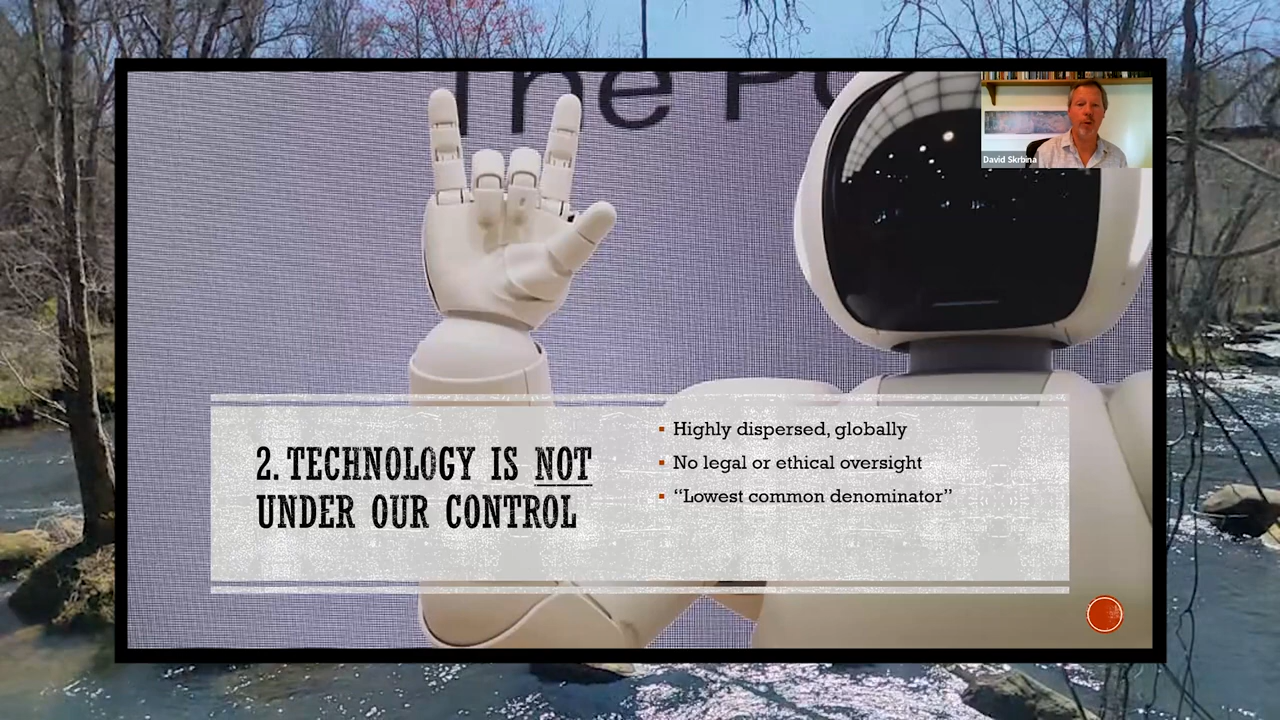 The
David Skrbina
2. TECHNOLOGY IS NOT
UNDER OUR CONTROL
▪ Highly dispersed, globally
▪ No legal or ethical oversight
▪ “Lowest common denominator”